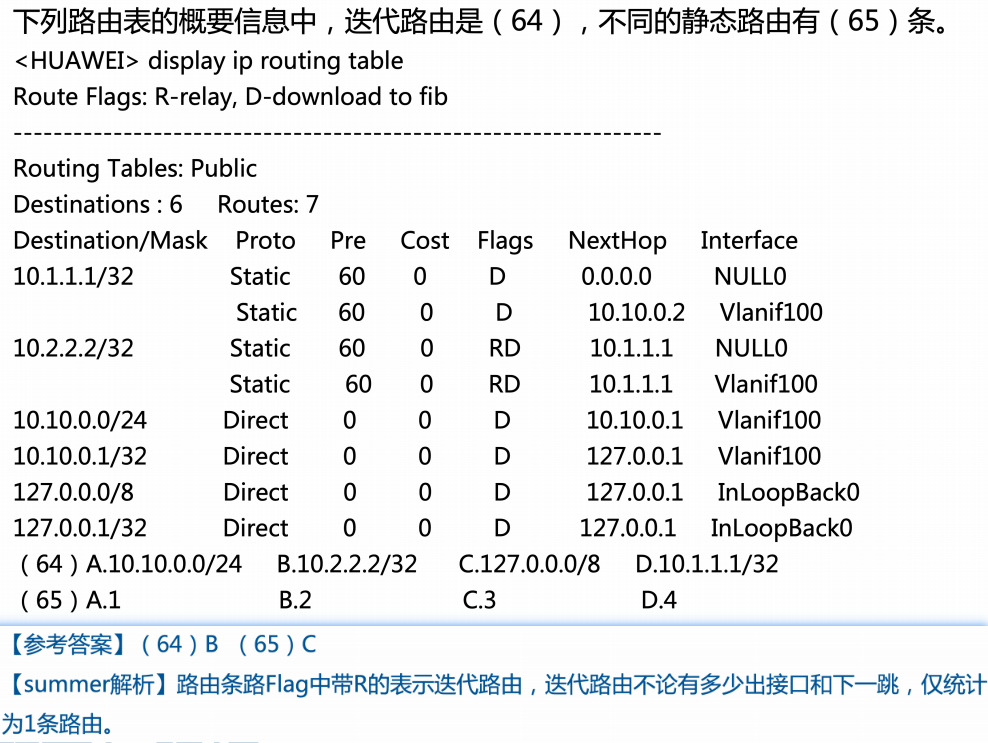 下列路由表的概要信息中，迭代路由是（64），不同的静态路由有（65）条。
<HUAWEI> display ip routing table
Route Flags: R-relay, D-download to fib
-----------------------------------------------------------------
Routing Tables: Public
Destinations : 6 Routes: 7
Destination/Mask Proto Pre Cost Flags NextHop Interface
10.1.1.1/32 Static 60 0 D 0.0.0.0 NULL0
Static 60 0 D 10.10.0.2 Vlanif100
10.2.2.2/32 Static 60 0 RD 10.1.1.1 NULL0
Static 60 0 RD 10.1.1.1 Vlanif100
10.10.0.0/24 Direct 0 0 D 10.10.0.1 Vlanif100
10.10.0.1/32 Direct 0 0 D 127.0.0.1 Vlanif100
127.0.0.0/8 Direct 0 0 D 127.0.0.1 InLoopBack0
127.0.0.1/32 Direct 0 0 D 127.0.0.1 InLoopBack0
（64）A.10.10.0.0/24 B.10.2.2.2/32 C.127.0.0.0/8 D.10.1.1.1/32
（65）A.1 B.2 C.3 D.4
【参考答案】（64）B （65）C
【summer解析】路由条路Flag中带R的表示迭代路由，迭代路由不论有多少出接口和下一跳，仅统计
为1条路由。